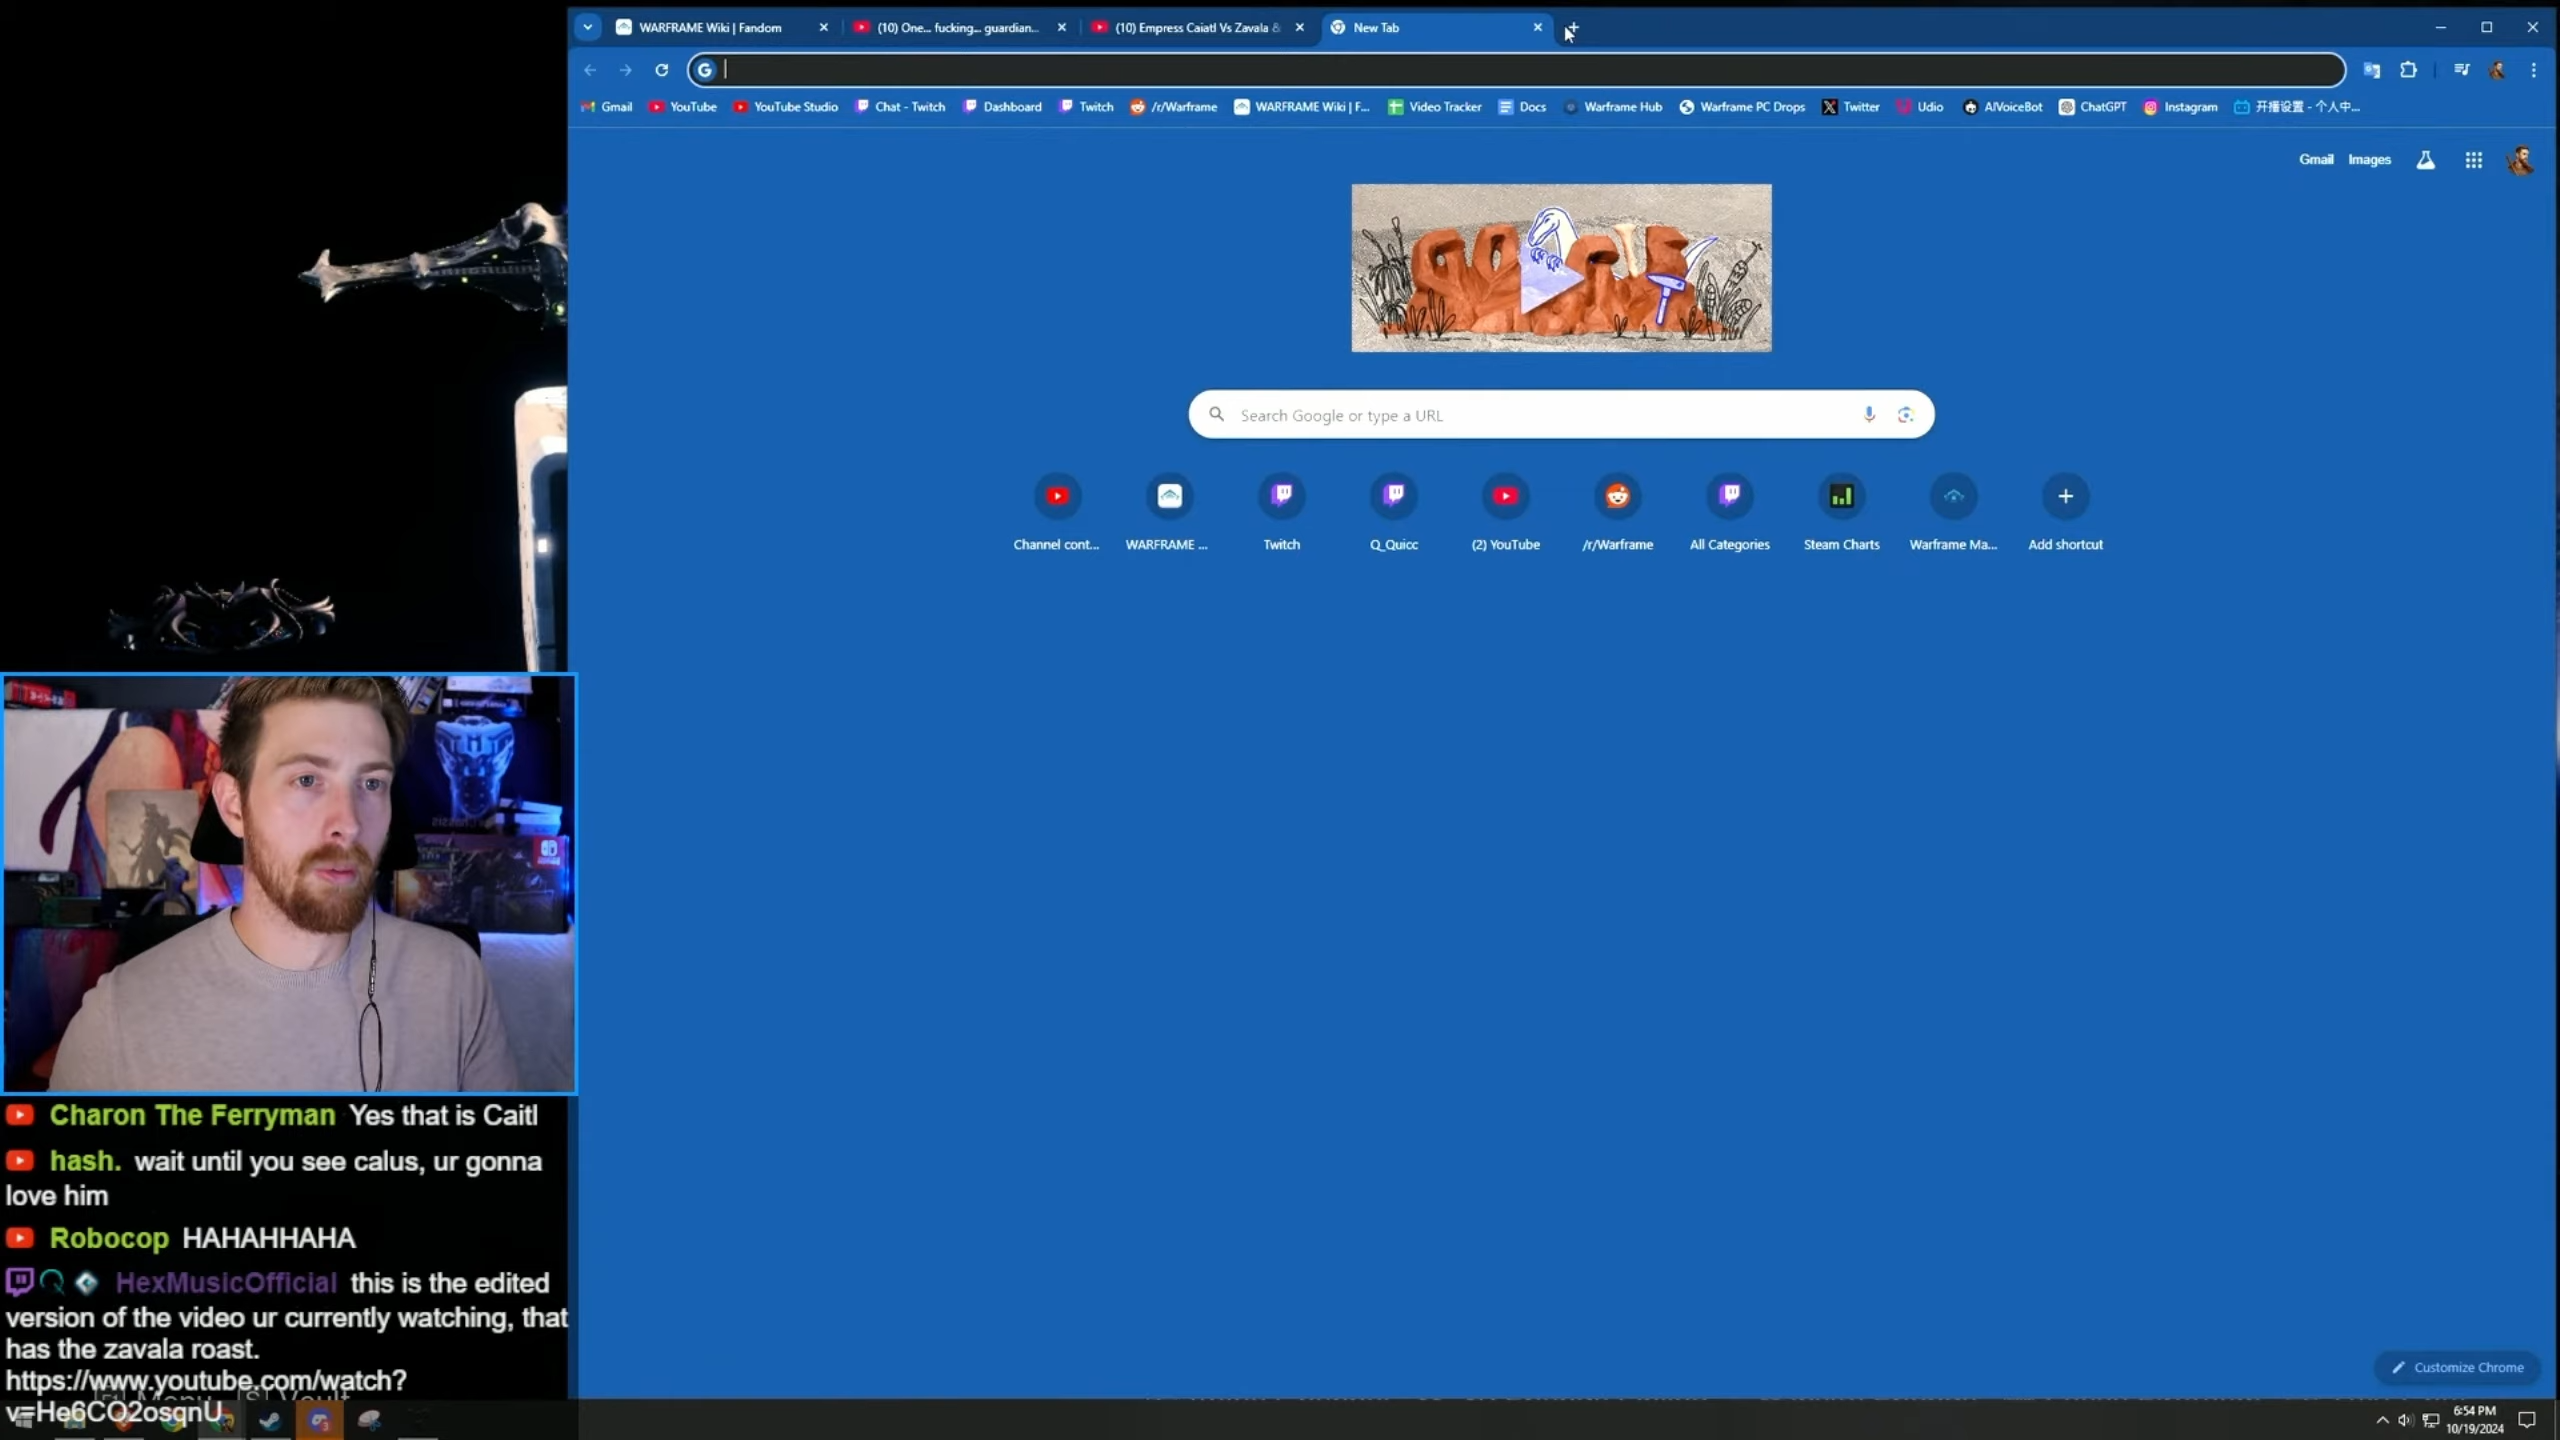 WARFRAME Wiki | Fandom
(10) One... fucking... guardian...
(10) Empress Caiatl Vs Zavala &
New Tab
Gmail
YouTube
YouTube Studio
Chat - Twitch
Dashboard
Twitch
/r/Warframe
WARFRAME Wiki | F...
Video Tracker
Docs
Warframe Hub
Warframe PC Drops
Twitter
Udio
AIVoiceBot
ChatGPT
Instagram
开播设置 - 个人中...
Gmail
Images
Search Google or type a URL
Channel cont...
WARFRAME ...
Twitch
Q_Quicc
(2) YouTube
/r/Warframe
All Categories
Steam Charts
Warframe Ma...
Add shortcut
Charon The Ferryman Yes that is Caitl
hash. wait until you see calus, ur gonna
love him
Robocop HAHAHHAHA
HexMusicOfficial this is the edited
version of the video ur currently watching, that
has the zavala roast.
https://www.youtube.com/watch?
v=He6CO2osqnU
Customize Chrome
6:54 PM
10/19/2024